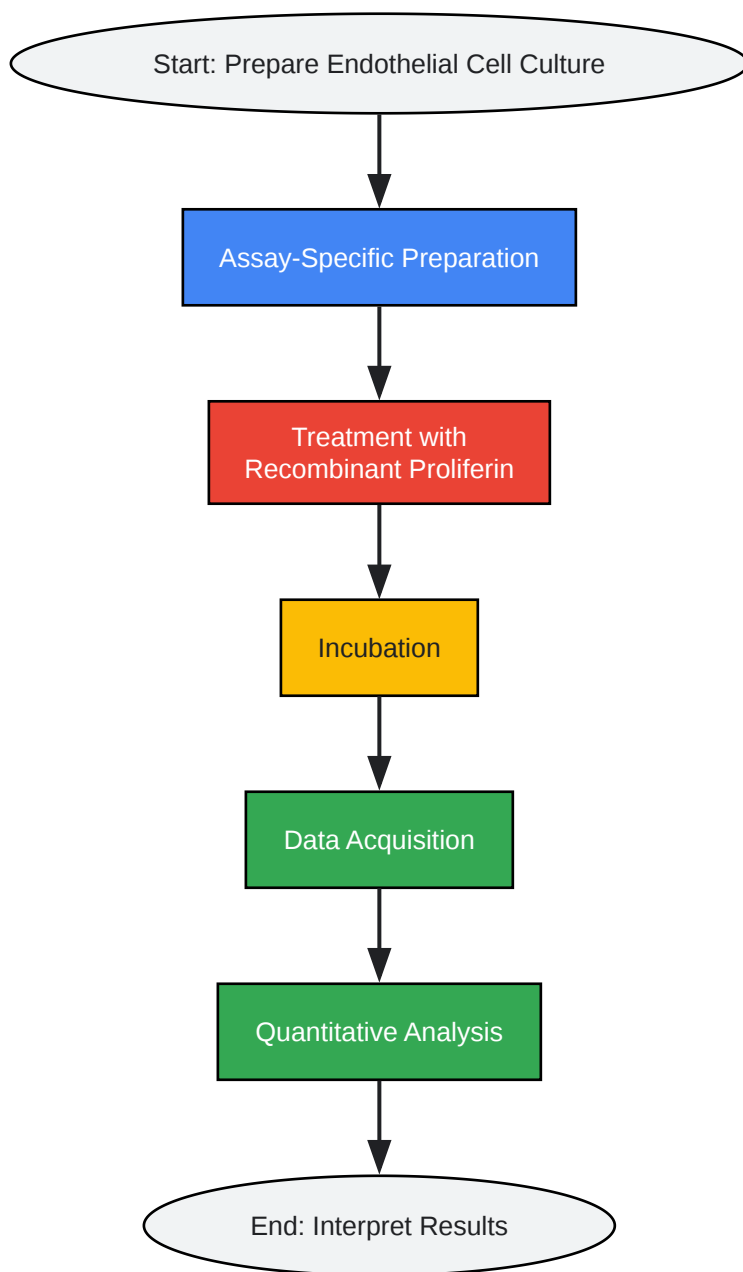 Start: Prepare Endothelial Cell Culture
Assay-Specific Preparation
Treatment with
Recombinant Proliferin
Incubation
Data Acquisition
Quantitative Analysis
End: Interpret Results